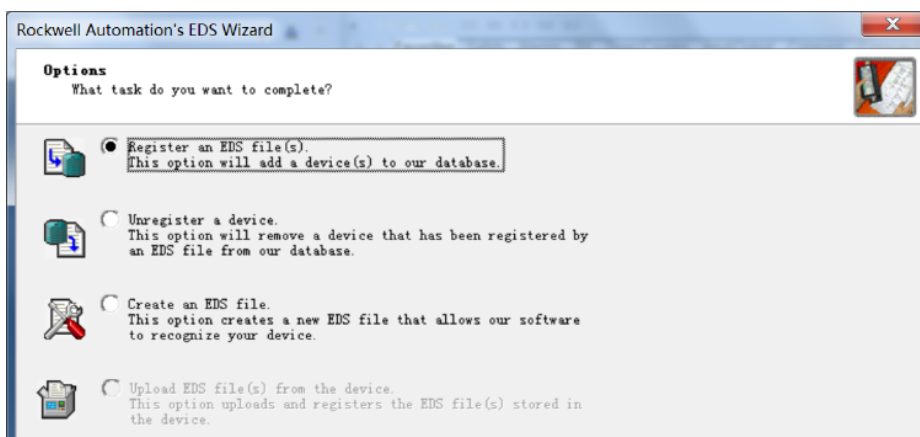 Rockwell Automation's EDS Wizard
Options
What task do you want to complete?
Register an EDS file(s).
This option will add a device(s) to our database.
Unregister a device.
This option will remove a device that has been registered by
an EDS file from our database.
Create an EDS file.
This option creates a new EDS file that allows our software
to recognize your device.
Upload EDS file(s) from the device.
This option uploads and registers the EDS file(s) stored in
the device.